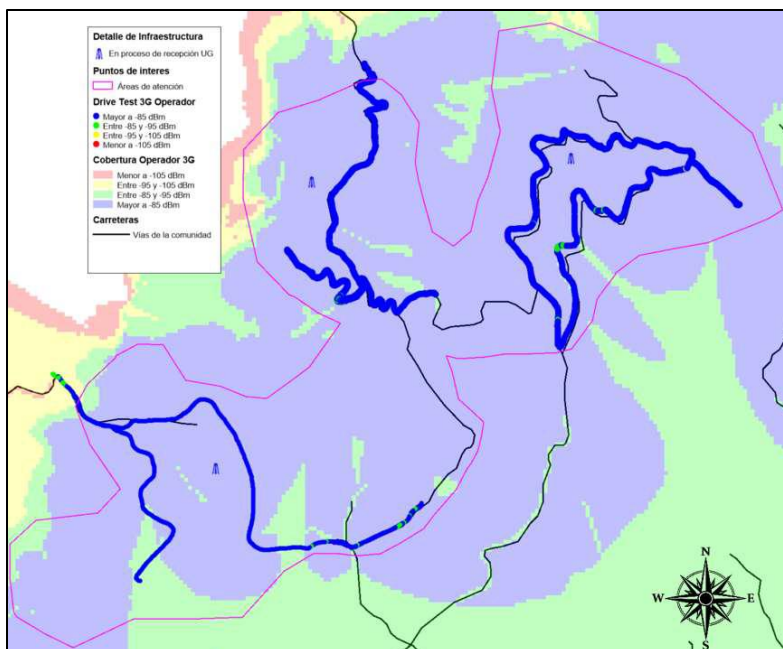 Detalle de Infraestructura
En proceso de recepción UG
Puntos de interes
Áreas de atención
Drive Test 3G Operador
Mayor a -85 dBm
Entre -85 y -95 dBm
Entre -95 y -105 dBm
Menor a -105 dBm
Cobertura Operador 3G
Menor a -105 dBm
Entre -95 y -105 dBm
Entre -85 y -95 dBm
Mayor a -85 dBm
Carreteras
Vías de la comunidad
N
W E
S